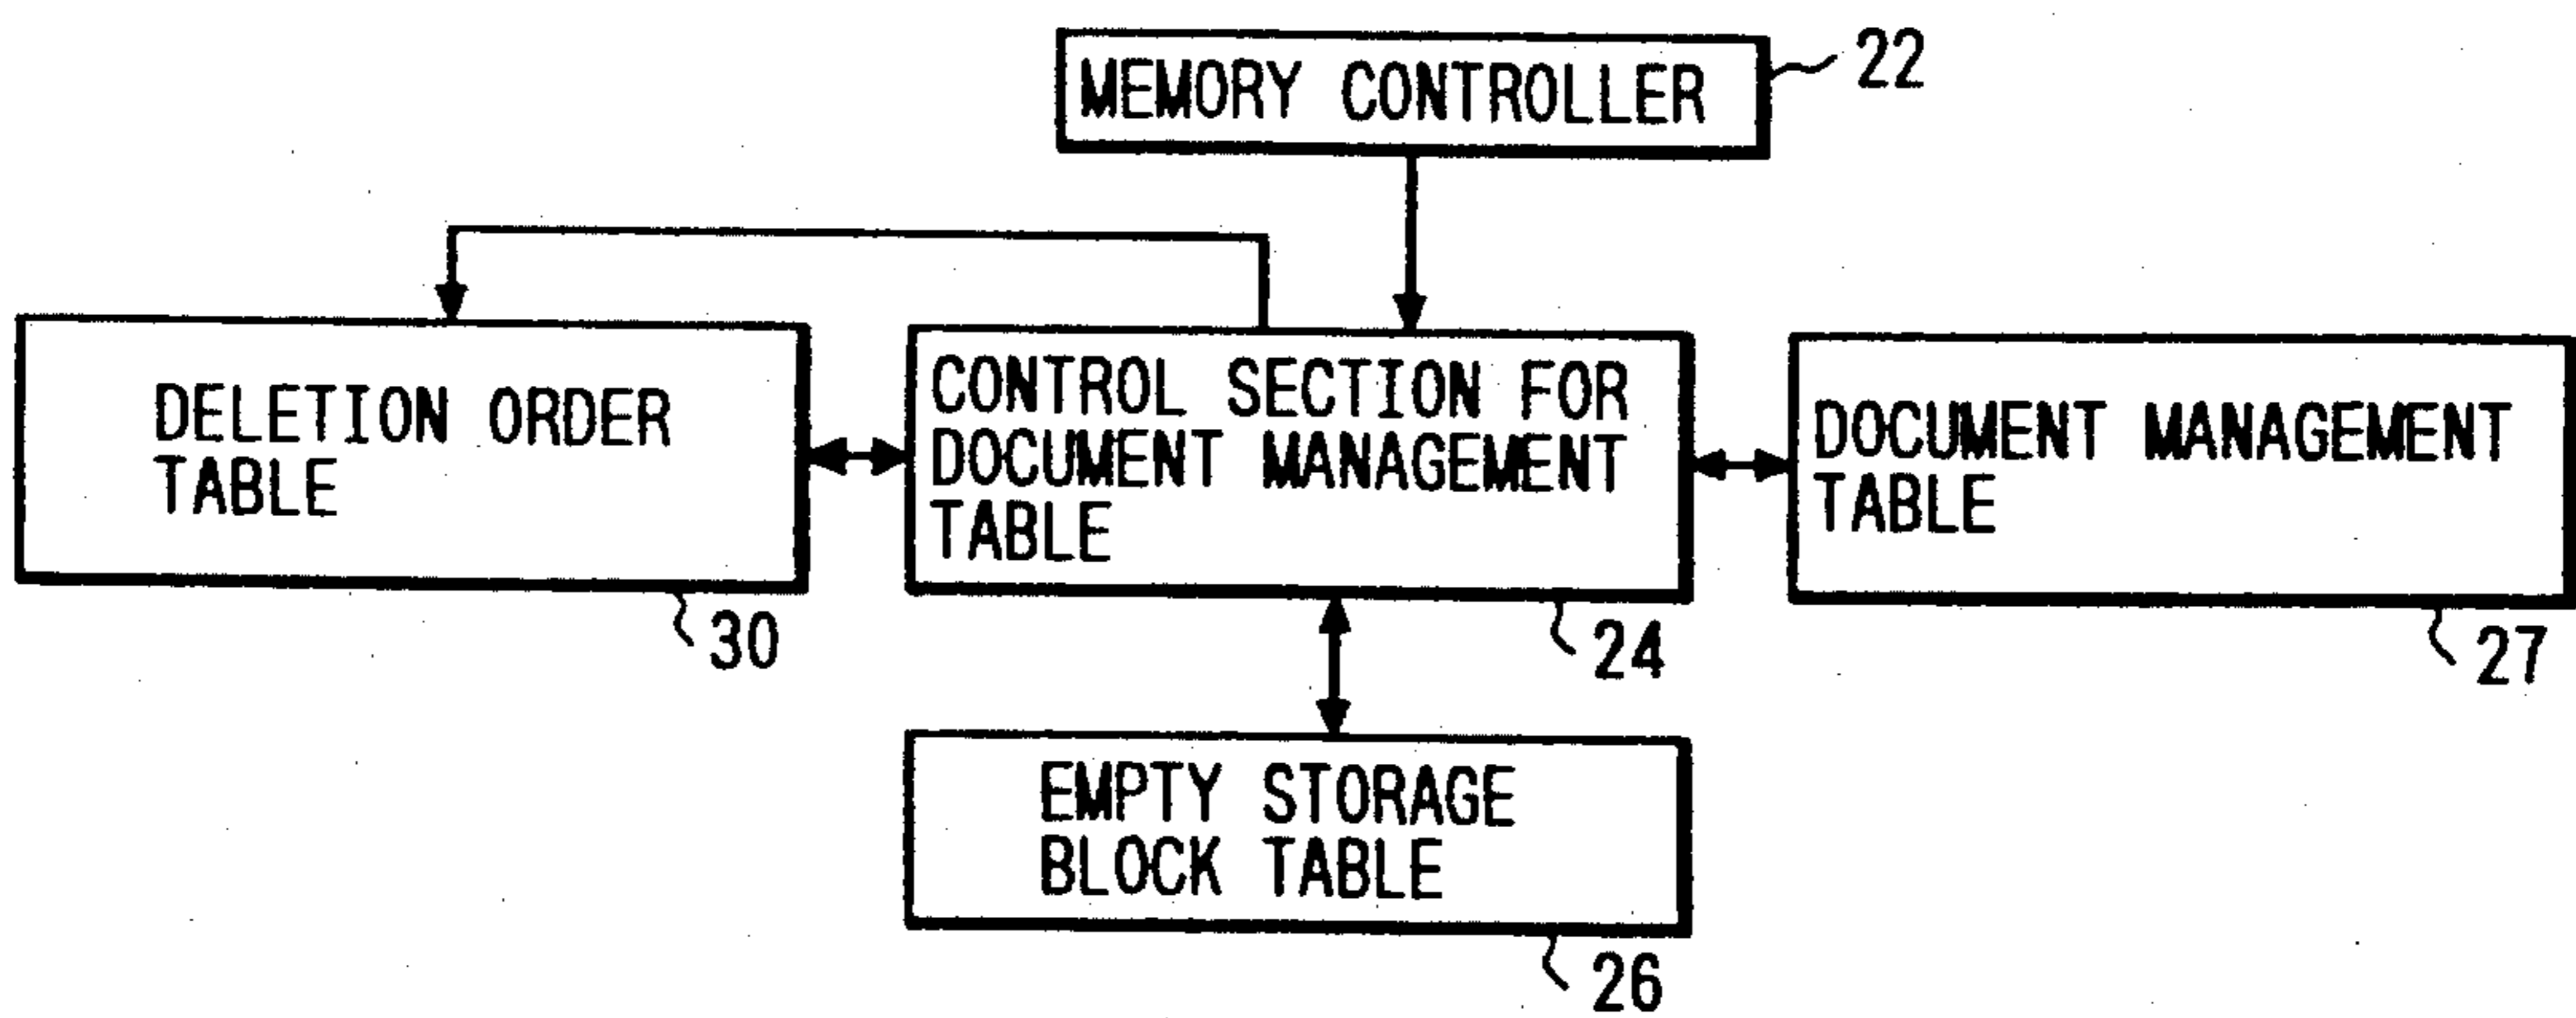 MEMORY CONTROLLER
22
DELETION ORDER
TABLE
30
CONTROL SECTION FOR
DOCUMENT MANAGEMENT
TABLE
24
DOCUMENT MANAGEMENT
TABLE
27
EMPTY STORAGE
BLOCK TABLE
26